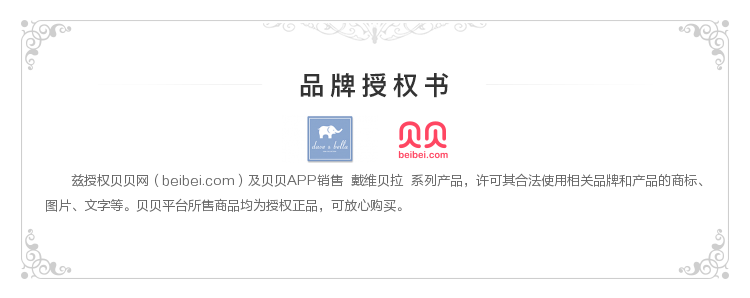 品牌授权书
dave & bella
贝贝
beibei.com
兹授权贝贝网（beibei.com）及贝贝APP销售 戴维贝拉 系列产品，许可其合法使用相关品牌和产品的商标、
图片、文字等。贝贝平台所售商品均为授权正品，可放心购买。